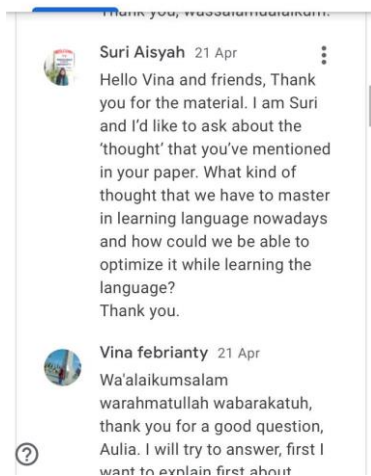 Thank you, wassalamualaikum.
Suri Aisyah 21 Apr
Hello Vina and friends, Thank
you for the material. I am Suri
and I'd like to ask about the
‘thought’ that you've mentioned
in your paper. What kind of
thought that we have to master
in learning language nowadays
and how could we be able to
optimize it while learning the
language?
Thank you.
Vina febrianty 21 Apr
Wa'alaikumsalam
warahmatullah wabarakatuh,
thank you for a good question,
Aulia. I will try to answer, first I
want to explain first about